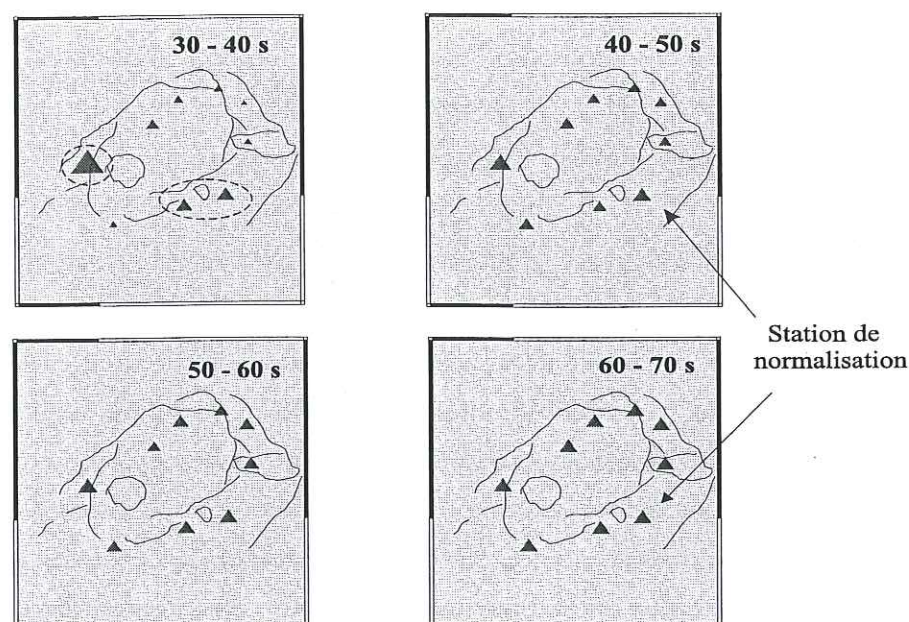 30 - 40 s
40 - 50 s
Station de
normalisation
50 - 60 s
60 - 70 s